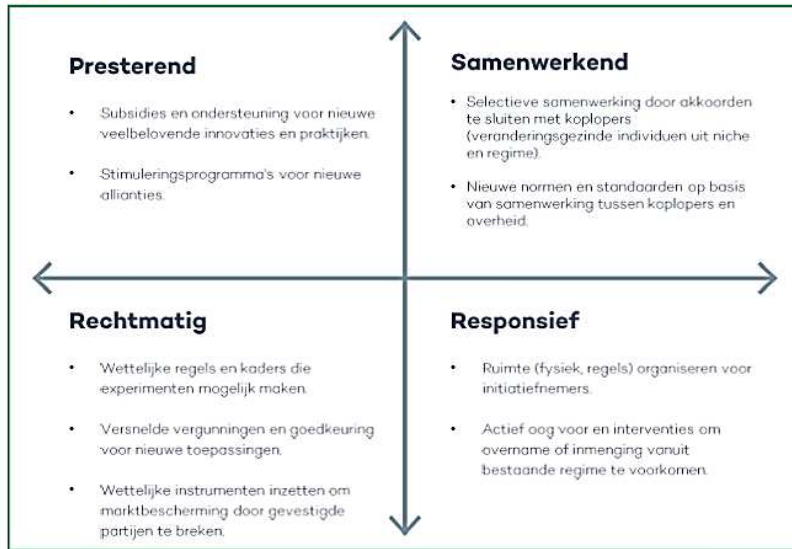 Presterend
• Subsidies en ondersteuning voor nieuwe
veelbelovende innovaties en praktijken.
• Stimuleringsprogramma's voor nieuwe
allianties.
Samenwerkend
• Selectieve samenwerking door akkoorden
te sluiten met koplopers
(veranderingsgezinde individuen uit niche
en regime).
• Nieuwe normen en standaarden op basis
van samenwerking tussen koplopers en
overheid.
Rechtmatig
• Wettelijke regels en kaders die
experimenten mogelijk maken.
• Versnelde vergunningen en goedkeuring
voor nieuwe toepassingen.
• Wettelijke instrumenten inzetten om
marktbescherming door gevestigde
partijen te breken.
Responsief
• Ruimte (fysiek, regels) organiseren voor
initiatiefnemers.
• Actief oog voor en interventies om
overname of inmenging vanuit
bestaande regime te voorkomen.